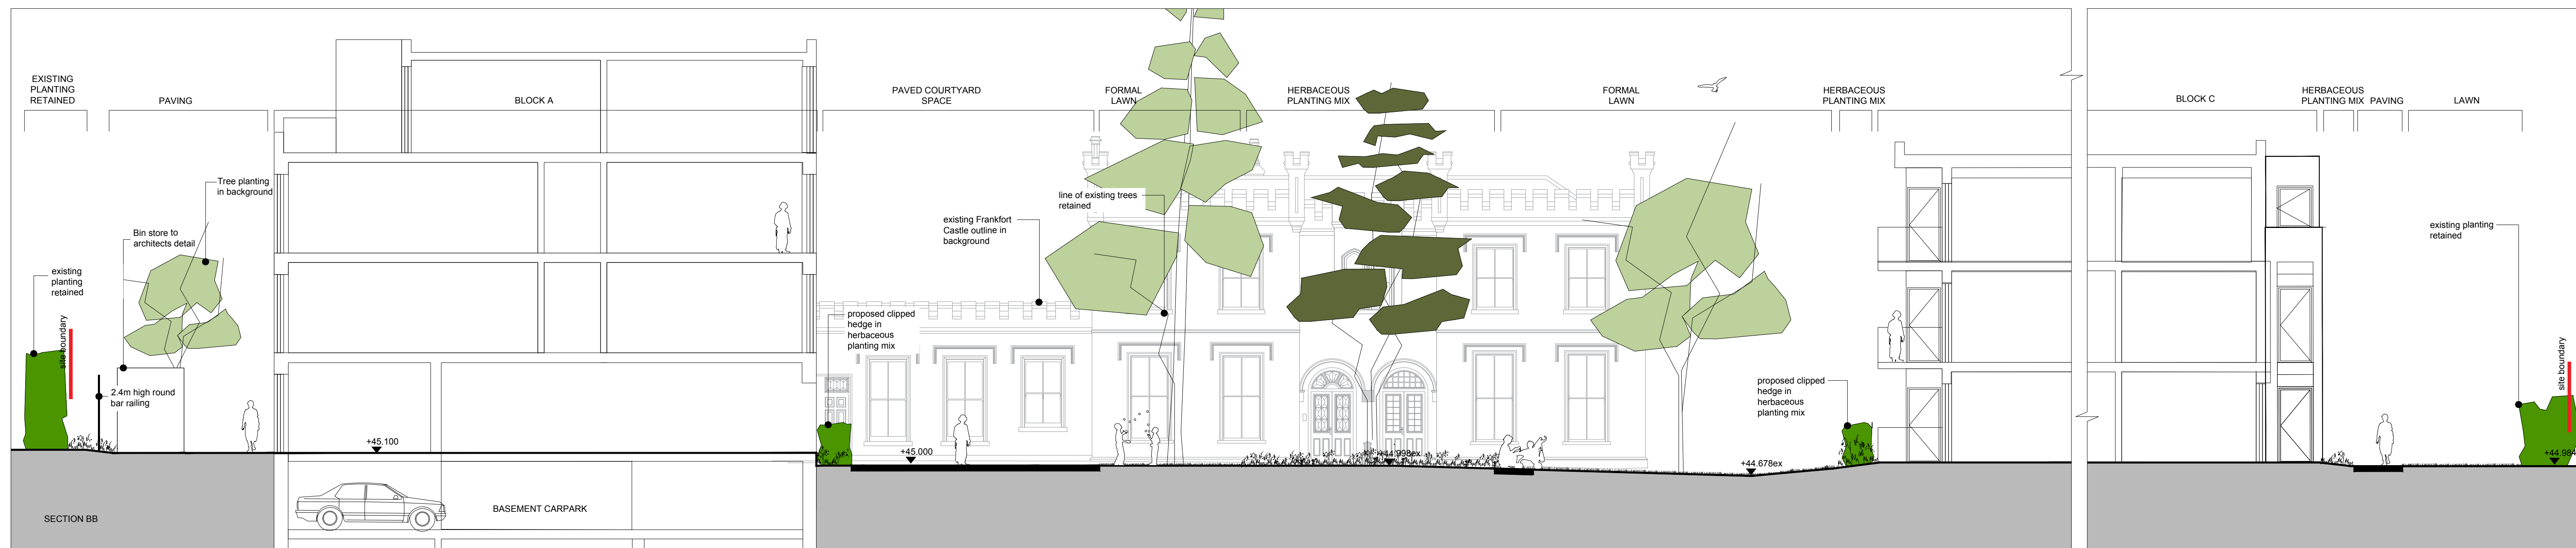 EXISTING
PLANTING
RETAINED
PAVING
BLOCK A
PAVED COURTYARD
SPACE
FORMAL
LAWN
HERBACEOUS
PLANTING MIX
FORMAL
LAWN
HERBACEOUS
PLANTING MIX
BLOCK C
HERBACEOUS
PLANTING MIX
PAVING
LAWN
Tree planting
in background
Bin store to
architects detail
existing
planting
retained
site boundary
2.4m high round
bar railing
+45.100
existing Frankfort
Castle outline in
background
line of existing trees
retained
proposed clipped
hedge in
herbaceous
planting mix
+45.000
+44.998ex
+44.678ex
proposed clipped
hedge in
herbaceous
planting mix
existing planting
retained
site boundary
+44.984
SECTION BB
BASEMENT CARPARK